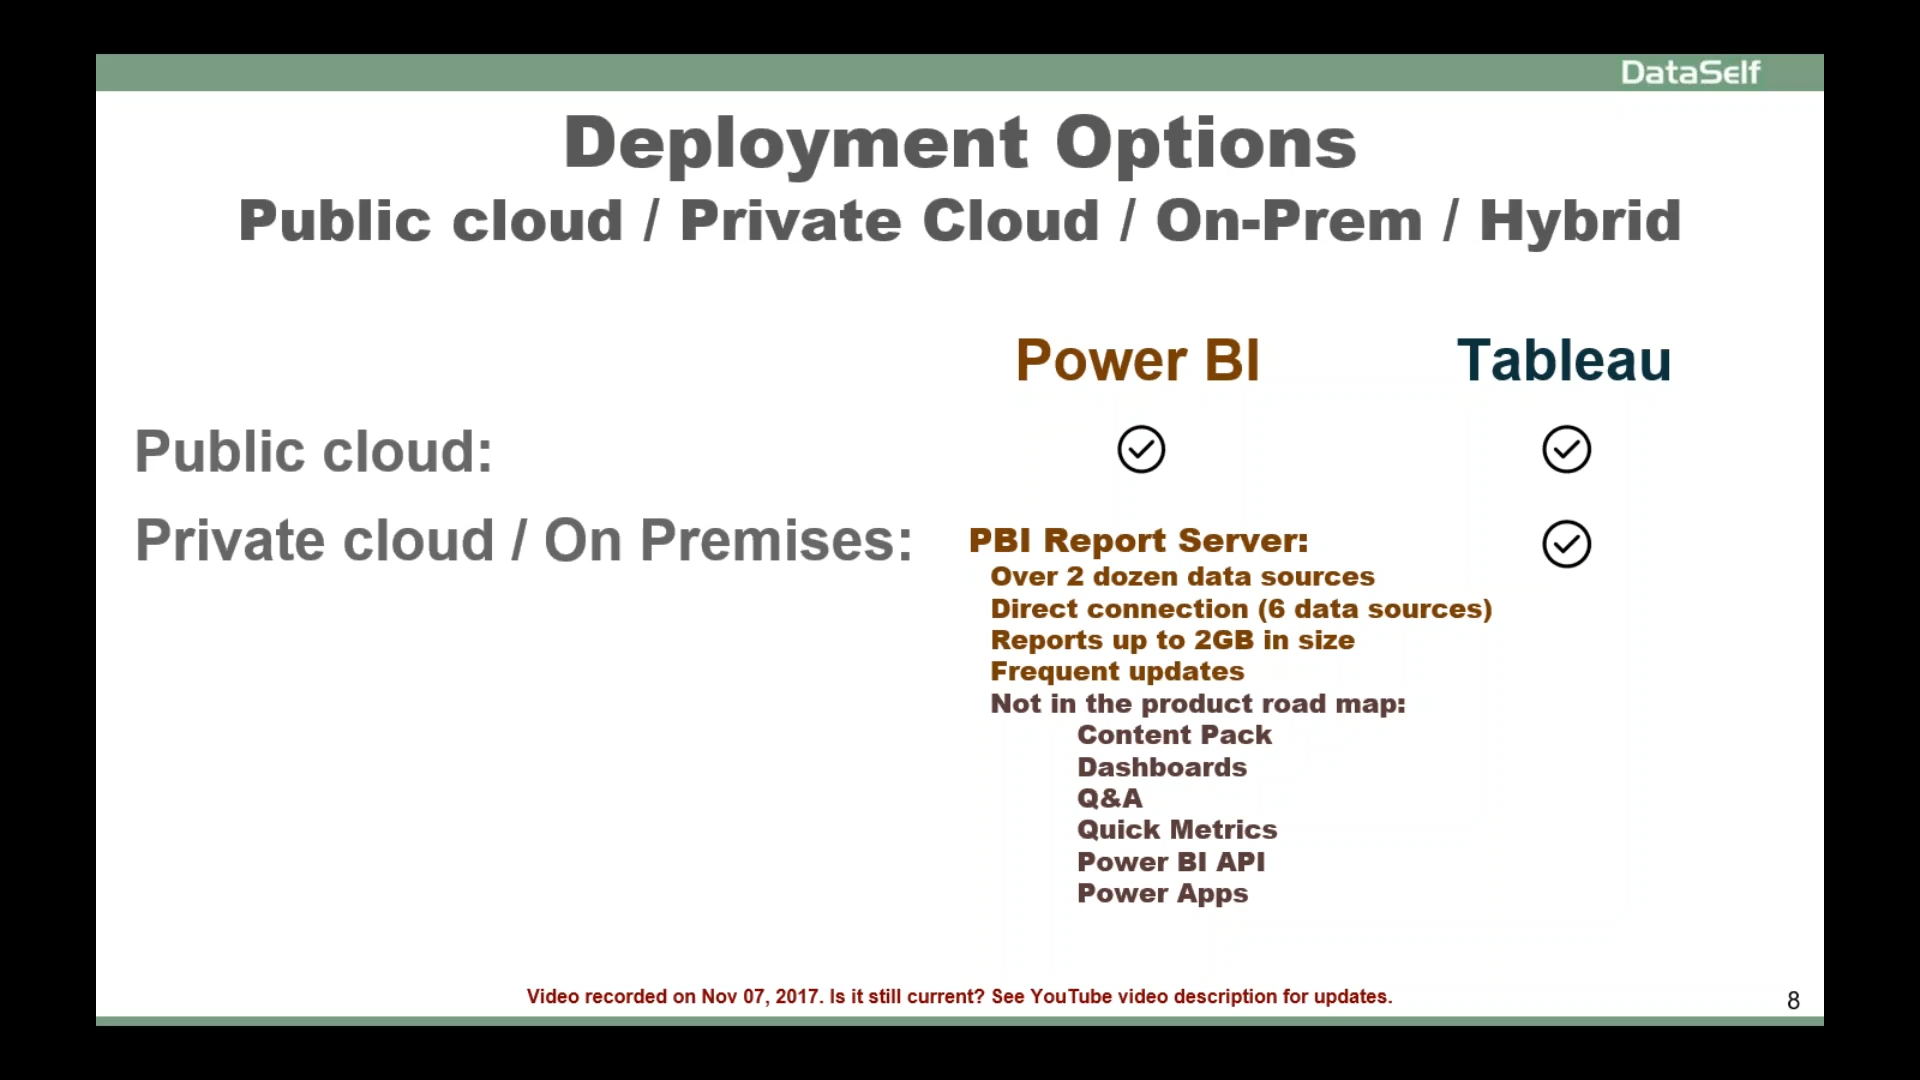 DataSelf
Deployment Options
Public cloud / Private Cloud / On-Prem / Hybrid
Power BI Tableau
Public cloud:
Private cloud / On Premises:
PBI Report Server:
Over 2 dozen data sources
Direct connection (6 data sources)
Reports up to 2GB in size
Frequent updates
Not in the product road map:
Content Pack
Dashboards
Q&A
Quick Metrics
Power BI API
Power Apps
Video recorded on Nov 07, 2017. Is it still current? See YouTube video description for updates.
8